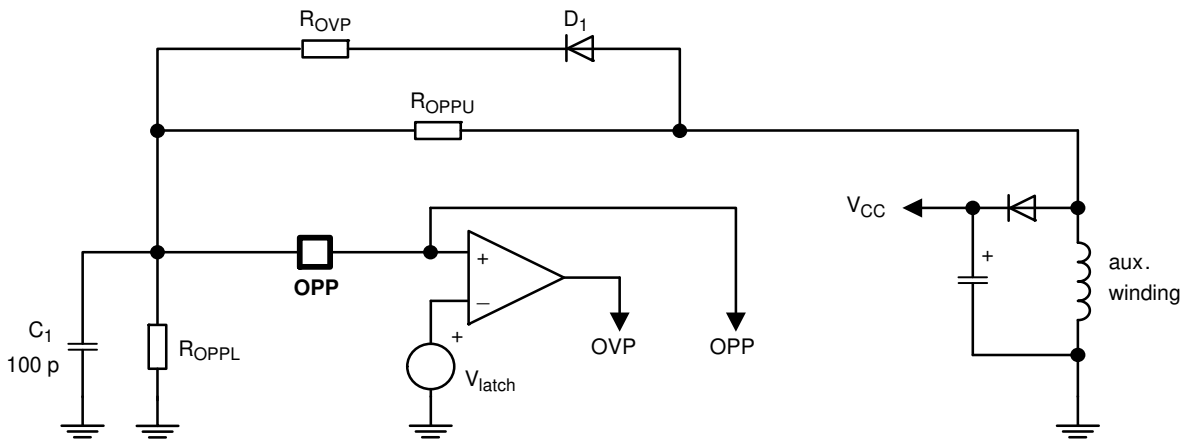 R_OVP
D_1
R_OPPU
V_CC
+
aux.
winding
OPP
+
−
C_1
100 p
R_OPPL
+
V_latch
OVP
OPP